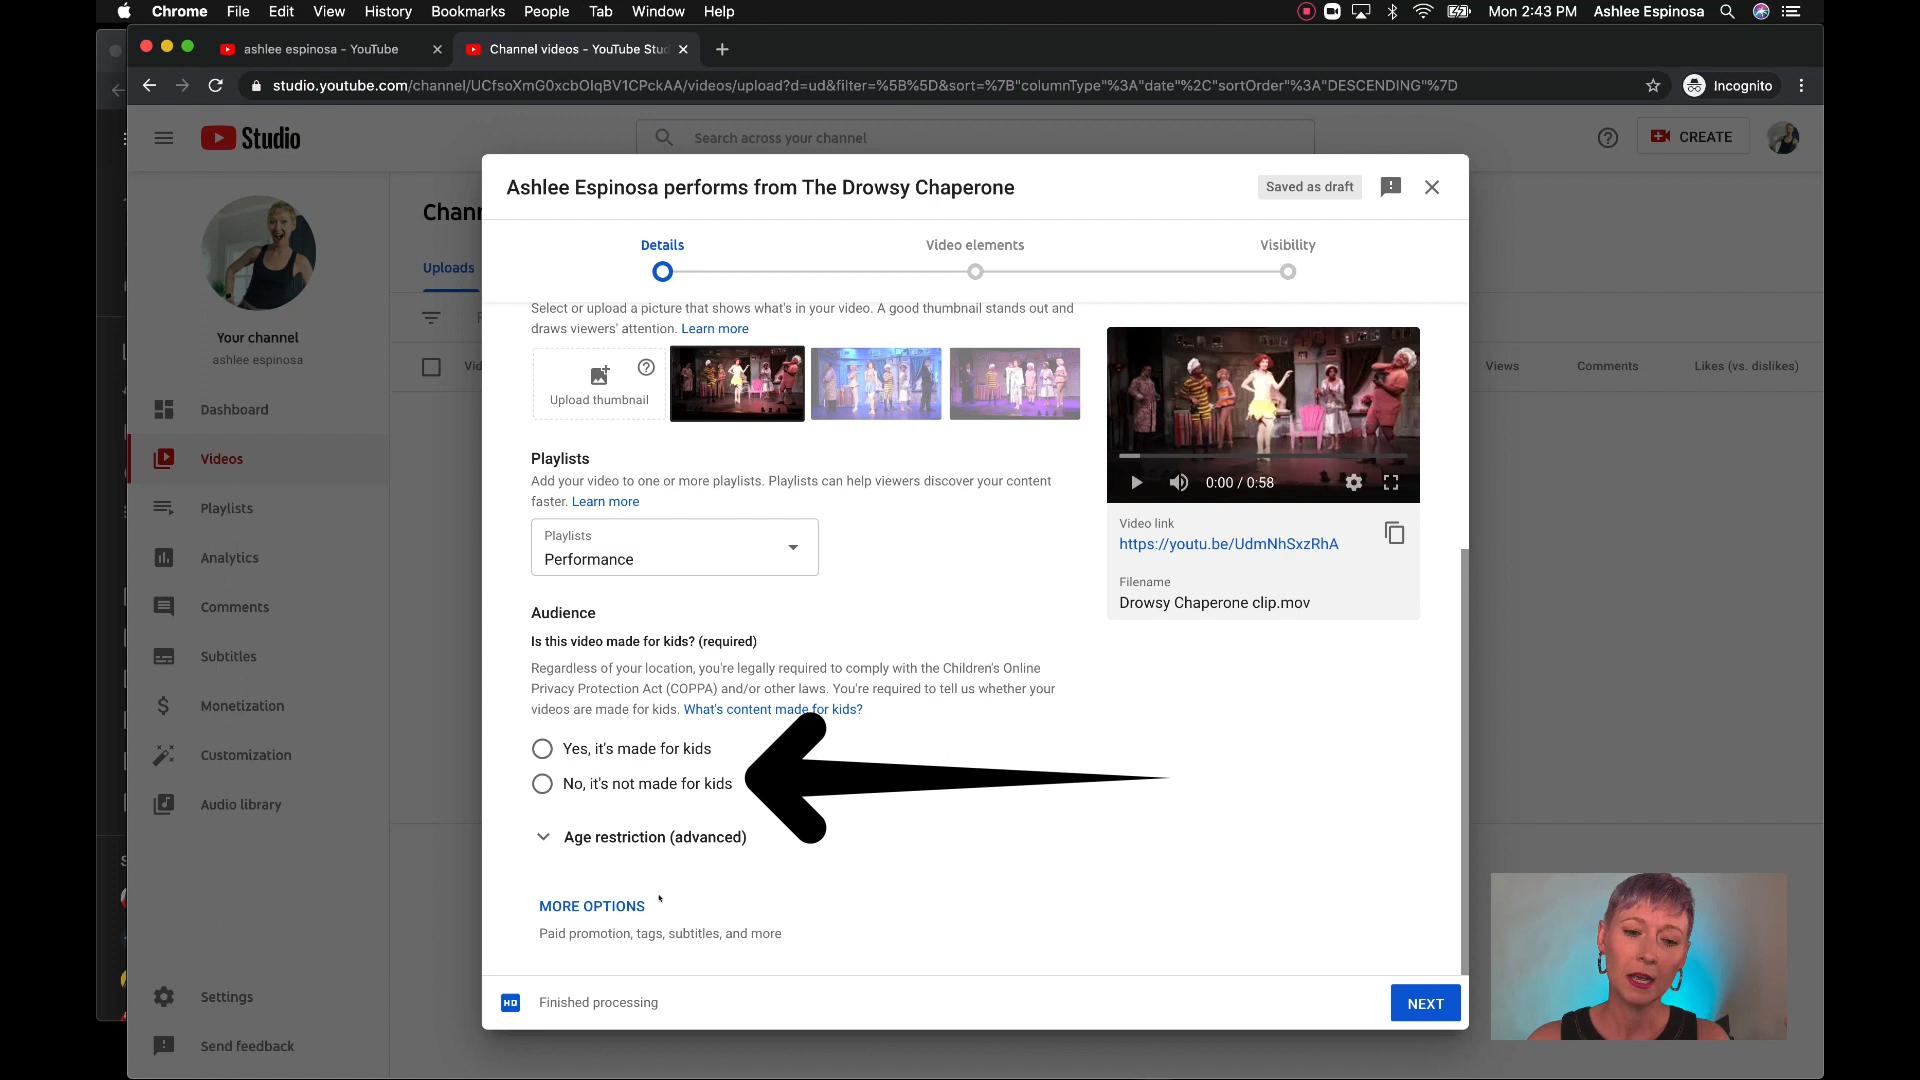 Chrome File Edit View History Bookmarks People Tab Window Help
Mon 2:43 PM Ashlee Espinosa
ashlee espinosa - YouTube
Channel videos - YouTube Stud
studio.youtube.com/channel/UCfsoXmG0xcbOIqBV1CPckAA/videos/upload?d=ud&filter=%5B%5D&sort=%7B"columnType"%3A"date"%2C"sortOrder"%3A"DESCENDING"%7D
Incognito
Studio
Search across your channel
CREATE
Your channel
ashlee espinosa
Dashboard
Videos
Playlists
Analytics
Comments
Subtitles
Monetization
Customization
Audio library
Settings
Send feedback
Chann
Uploads
Vid
Views
Comments
Likes (vs. dislikes)
Ashlee Espinosa performs from The Drowsy Chaperone
Saved as draft
Details
Video elements
Visibility
Select or upload a picture that shows what's in your video. A good thumbnail stands out and
draws viewers' attention. Learn more
Upload thumbnail
Playlists
Add your video to one or more playlists. Playlists can help viewers discover your content
faster. Learn more
Playlists
Performance
Audience
Is this video made for kids? (required)
Regardless of your location, you're legally required to comply with the Children's Online
Privacy Protection Act (COPPA) and/or other laws. You're required to tell us whether your
videos are made for kids. What's content made for kids?
Yes, it's made for kids
No, it's not made for kids
Age restriction (advanced)
MORE OPTIONS
Paid promotion, tags, subtitles, and more
0:00 / 0:58
Video link
https://youtu.be/UdmNhSxzRhA
Filename
Drowsy Chaperone clip.mov
HD
Finished processing
NEXT